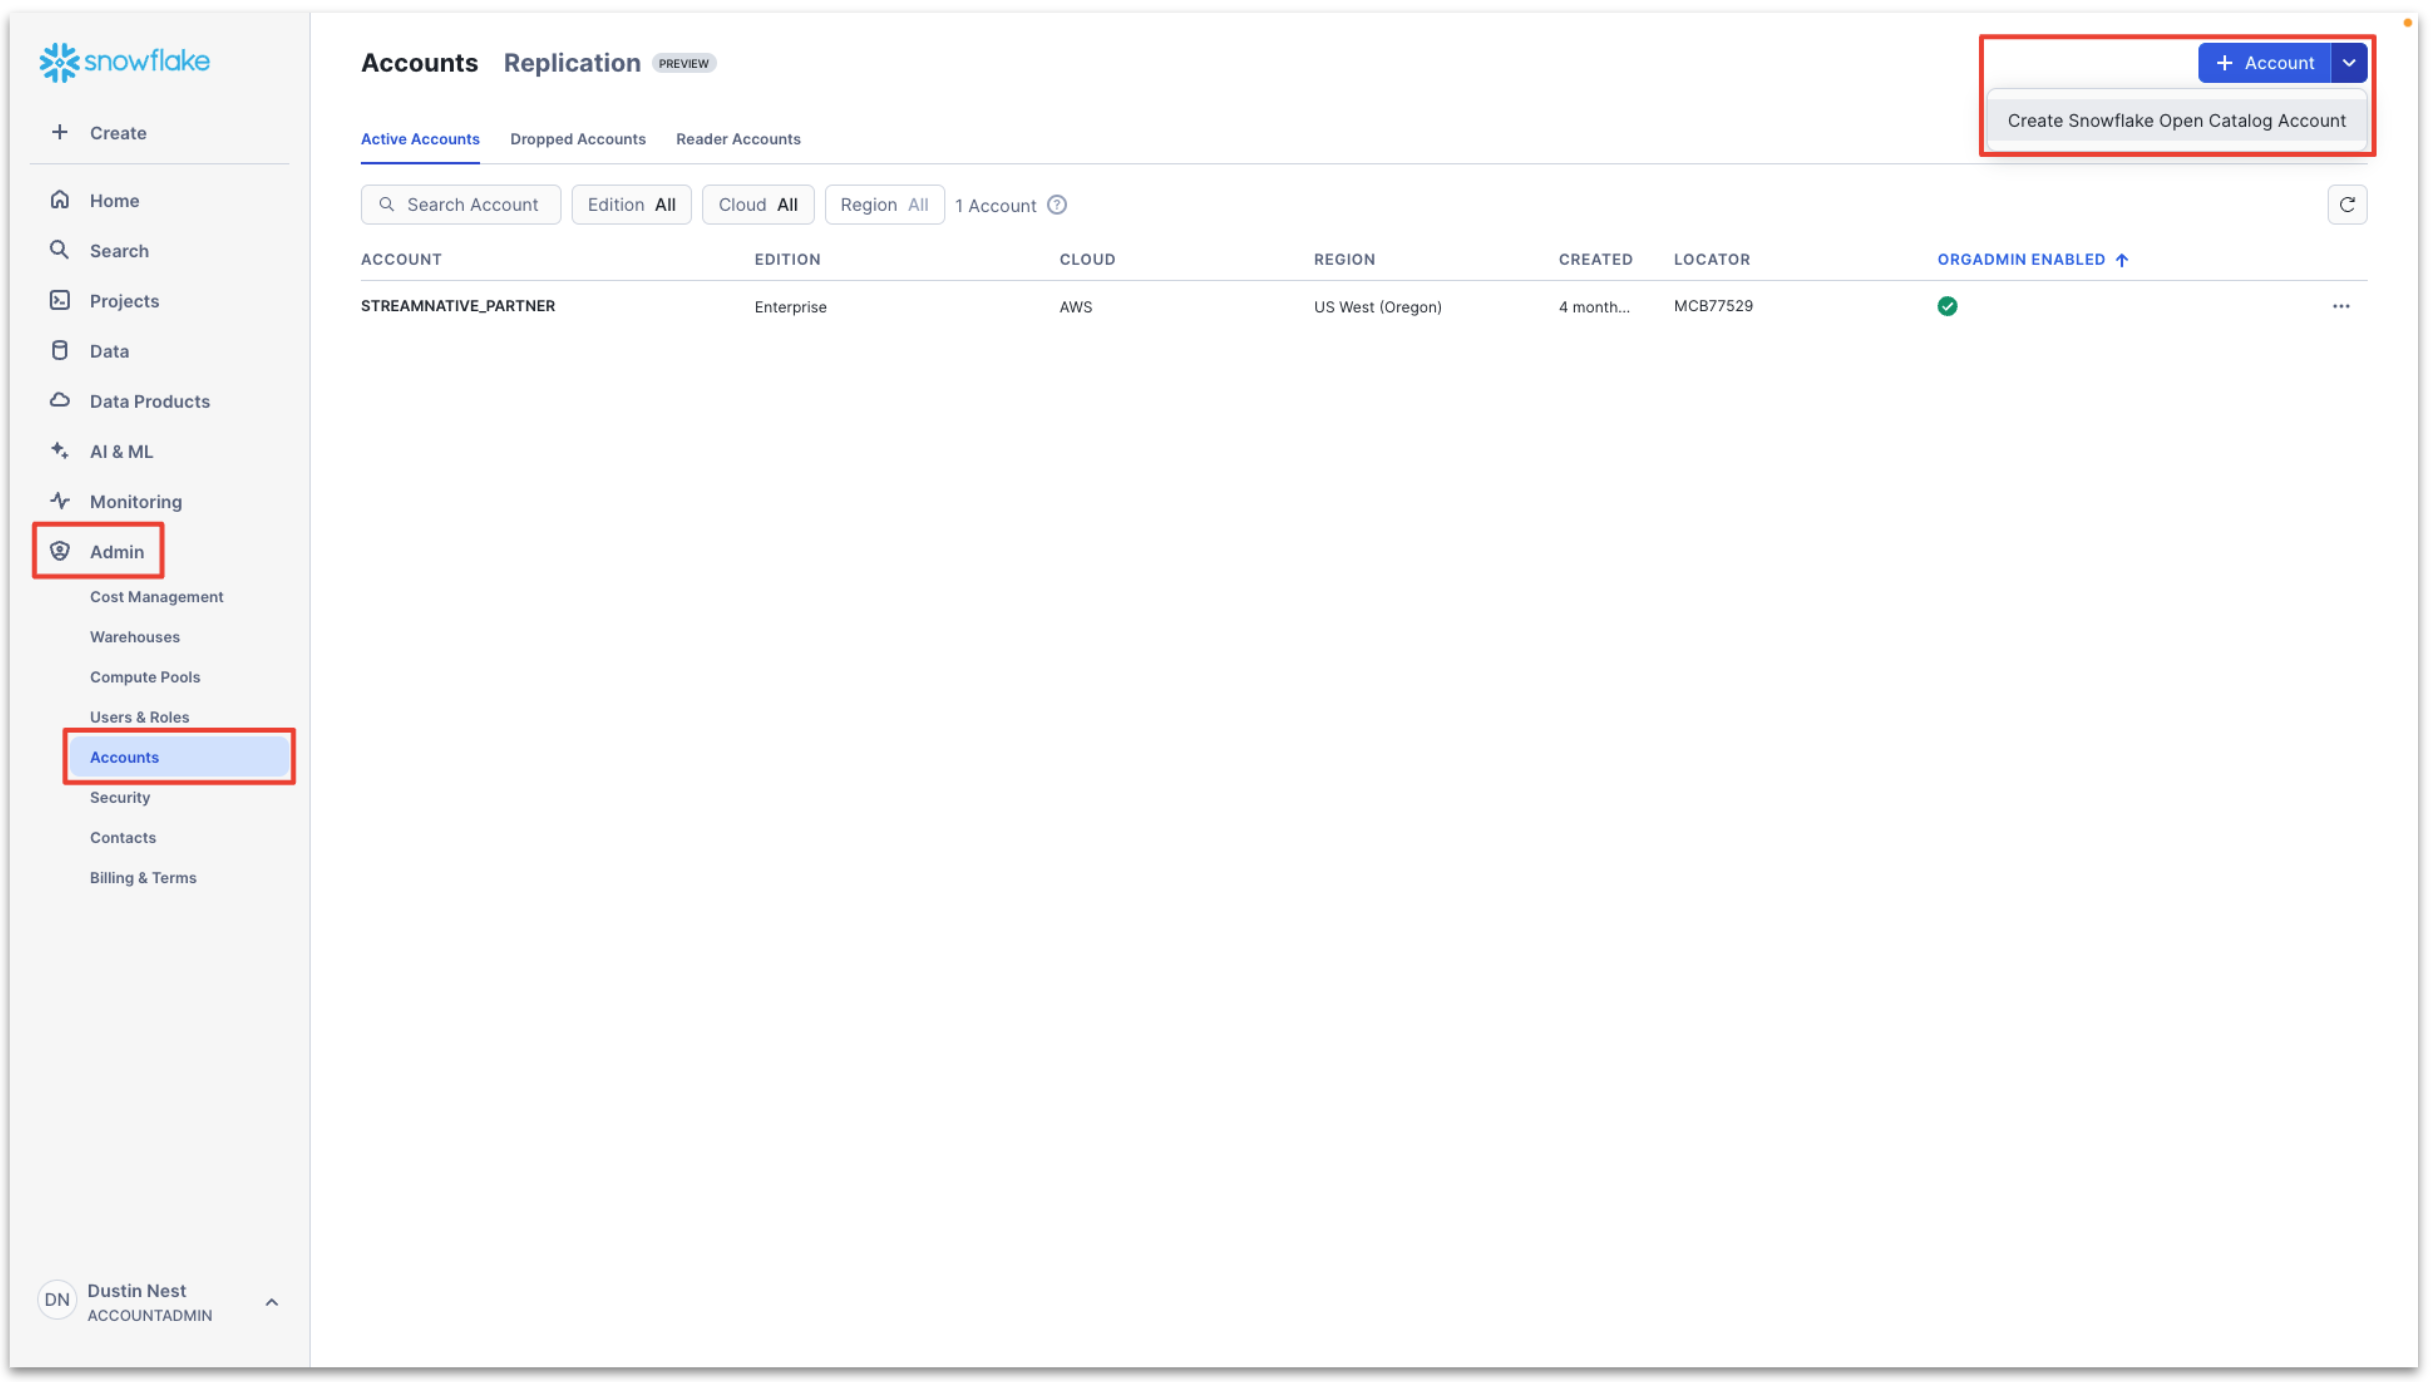 snowflake
Create
Home
Search
Projects
Data
Data Products
AI & ML
Monitoring
Admin
Cost Management
Warehouses
Compute Pools
Users & Roles
Accounts
Security
Contacts
Billing & Terms
DN
Dustin Nest
ACCOUNTADMIN
Accounts Replication PREVIEW
+ Account
Create Snowflake Open Catalog Account
Active Accounts Dropped Accounts Reader Accounts
Search Account Edition All Cloud All Region All 1 Account ?
ACCOUNT EDITION CLOUD REGION CREATED LOCATOR ORGADMIN ENABLED
STREAMNATIVE_PARTNER Enterprise AWS US West (Oregon) 4 month... MCB77529